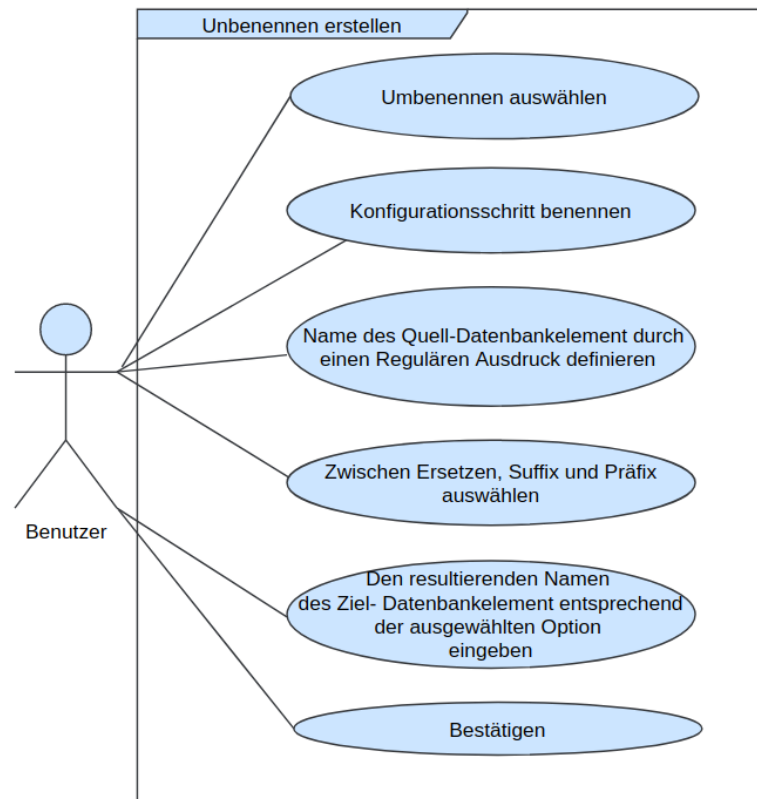 Unbenennen erstellen
Umbenennen auswählen
Konfigurationsschritt benennen
Name des Quell-Datenbankelement durch
einen Regulären Ausdruck definieren
Zwischen Ersetzen, Suffix und Präfix
auswählen
Benutzer
Den resultierenden Namen
des Ziel- Datenbankelement entsprechend
der ausgewählten Option
eingeben
Bestätigen